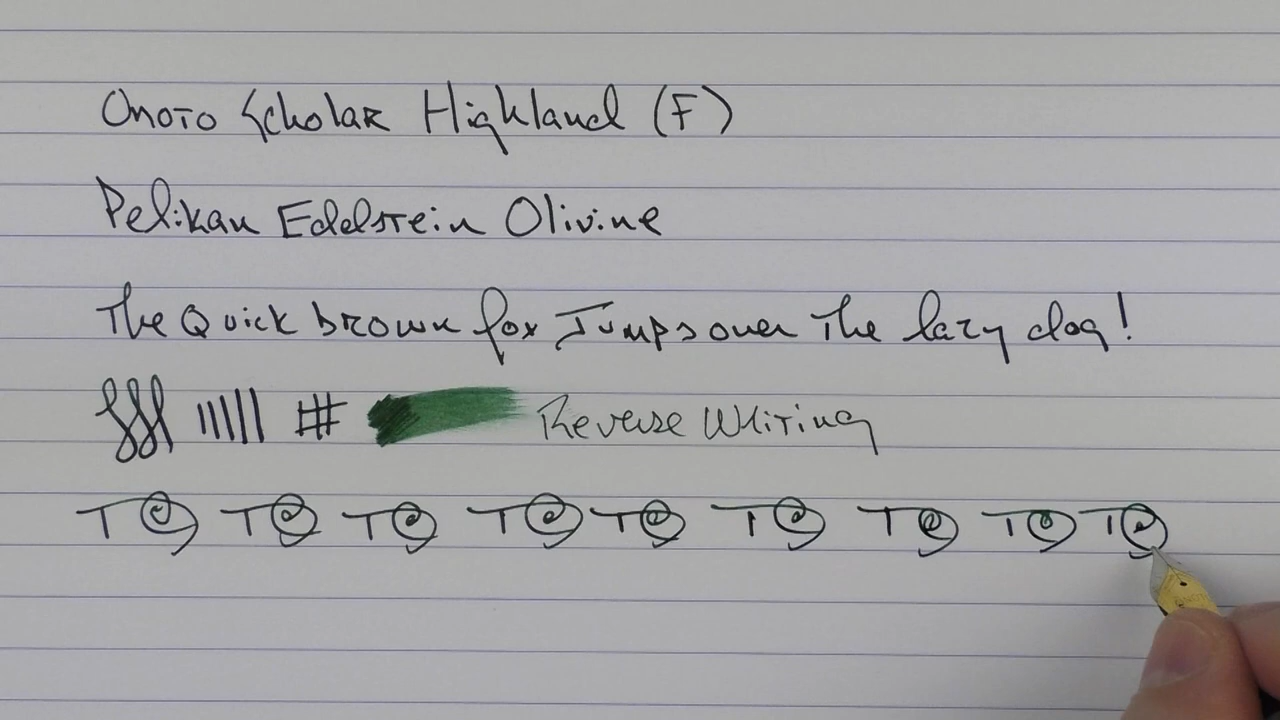 Onoto Scholar Highland (F)
Pelikan Edelstein Olivine
The Quick brown fox Jumps over The lazy dog!
Reverse Writing